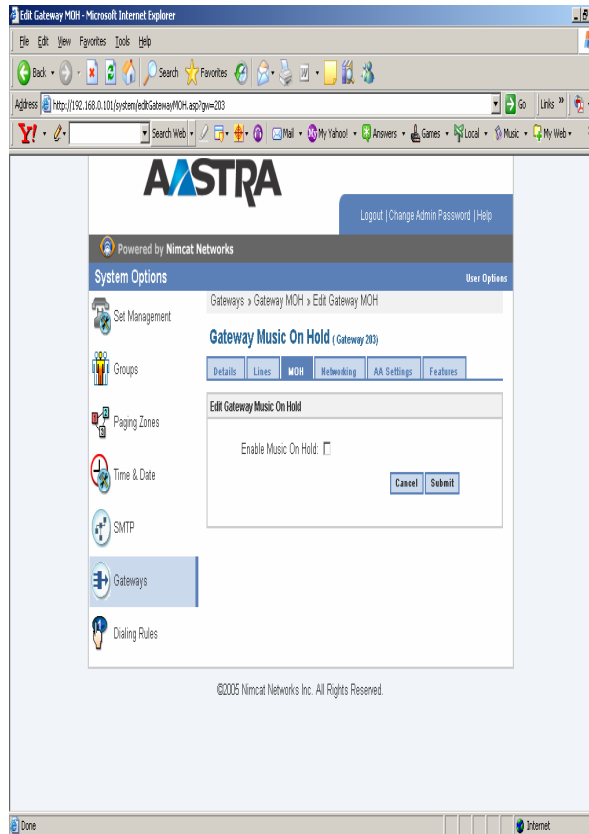 Edit Gateway MOH - Microsoft Internet Explorer
File Edit View Favorites Tools Help
Back Search Favorites
Address http://192.168.0.101/system/editGatewayMOH.asp?gw=203 Go Links »
Y! Search Web Mail My Yahoo! Answers Games Local Music My Web
AASTRA
Logout | Change Admin Password | Help
Powered by Nimcat Networks
System Options User Options
Set Management
Groups
Paging Zones
Time & Date
SMTP
Gateways
Dialing Rules
Gateways » Gateway MOH » Edit Gateway MOH
Gateway Music On Hold ( Gateway 203)
Details Lines MOH Networking AA Settings Features
Edit Gateway Music On Hold
Enable Music On Hold:
Cancel Submit
©2005 Nimcat Networks Inc. All Rights Reserved.
Done Internet